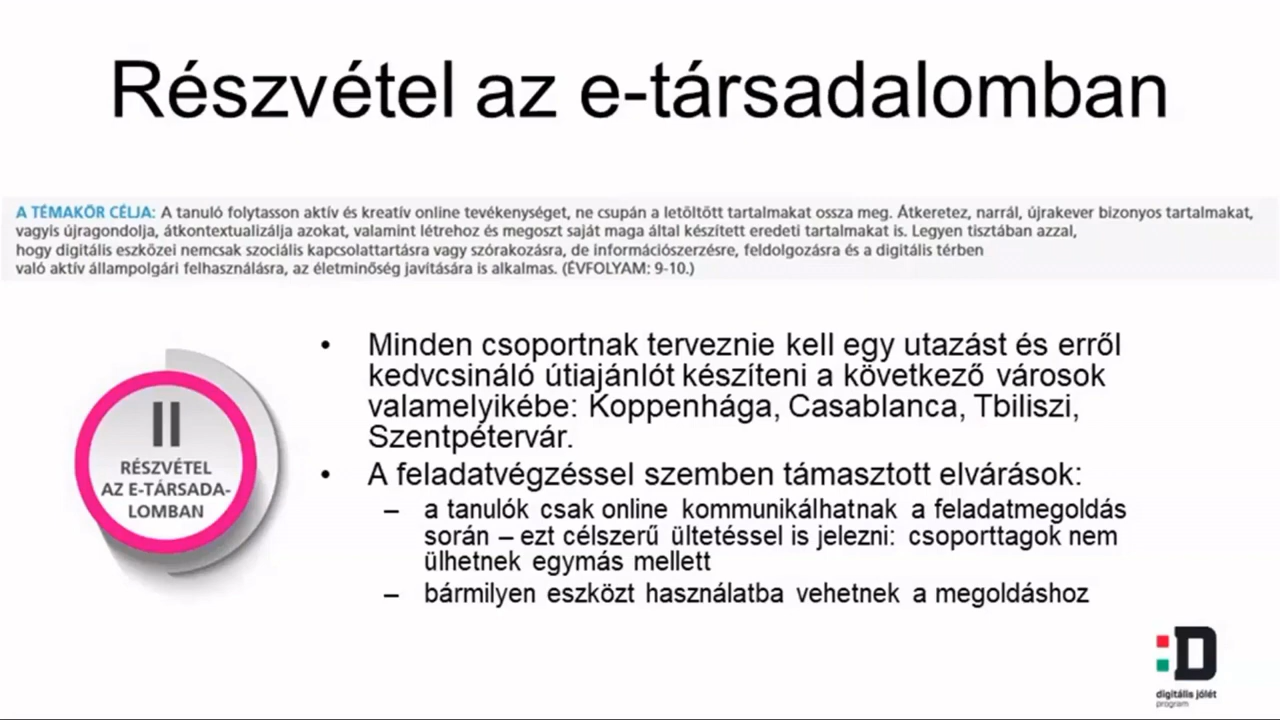 Részvétel az e-társadalomban
A TÉMAKÖR CÉLJA: A tanuló folytasson aktív és kreatív online tevékenységet, ne csupán a letöltött tartalmakat ossza meg. Átkeretez, narrál, újrakever bizonyos tartalmakat,
vagyis újragondolja, átkontextualizálja azokat, valamint létrehoz és megoszt saját maga által készített eredeti tartalmakat is. Legyen tisztában azzal,
hogy digitális eszközei nemcsak szociális kapcsolattartásra vagy szórakozásra, de információszerzésre, feldolgozásra és a digitális térben
való aktív állampolgári felhasználásra, az életminőség javítására is alkalmas. (ÉVFOLYAM: 9-10.)
II
RÉSZVÉTEL
AZ E-TÁRSADA-
LOMBAN
• Minden csoportnak terveznie kell egy utazást és erről
kedvcsináló útiajánlót készíteni a következő városok
valamelyikébe: Koppenhága, Casablanca, Tbiliszi,
Szentpétervár.
• A feladatvégzéssel szemben támasztott elvárások:
– a tanulók csak online kommunikálhatnak a feladatmegoldás
során – ezt célszerű ültetéssel is jelezni: csoporttagok nem
ülhetnek egymás mellett
– bármilyen eszközt használatba vehetnek a megoldáshoz
:D
digitális jólét
program